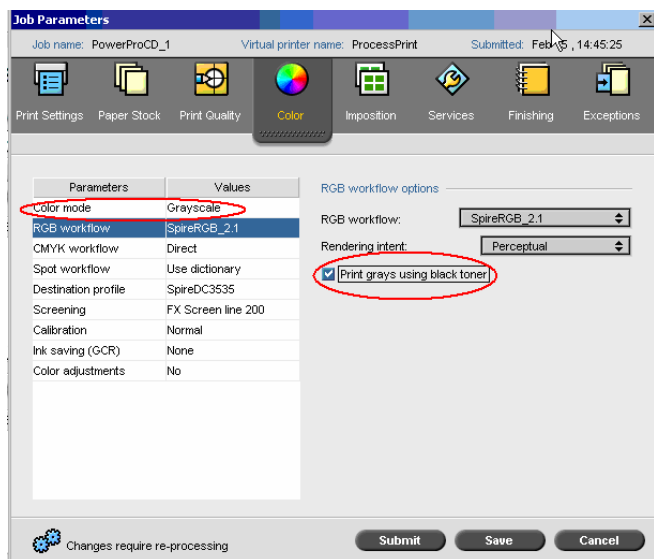 Job Parameters
Job name: PowerProCD_1 Virtual printer name: ProcessPrint Submitted: Feb 5 , 14:45:25
Print Settings Paper Stock Print Quality Color Imposition Services Finishing Exceptions
Parameters Values
Color mode Grayscale
RGB workflow SpireRGB_2.1
CMYK workflow Direct
Spot workflow Use dictionary
Destination profile SpireDC3535
Screening FX Screen line 200
Calibration Normal
Ink saving (GCR) None
Color adjustments No
RGB workflow options
RGB workflow: SpireRGB_2.1
Rendering intent: Perceptual
Print grays using black toner
Changes require re-processing
Submit Save Cancel